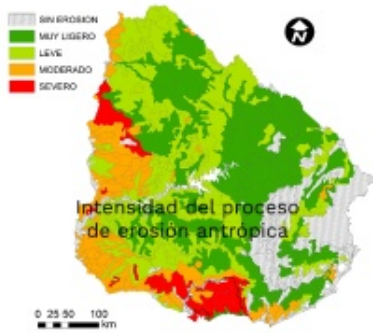 SIN EROSION
MUY LIGERO
LEVE
MODERADO
SEVERO
Intensidad del proceso
de erosión antrópica
0 25 50 100
km